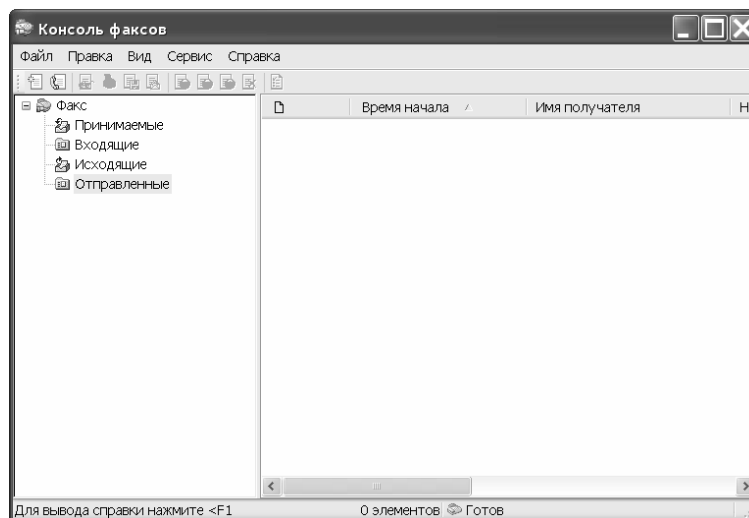 Консоль факсов
Файл Правка Вид Сервис Справка
Факс
Принимаемые
Входящие
Исходящие
Отправленные
Время начала Имя получателя Н
Для вывода справки нажмите <F1 0 элементов Готов